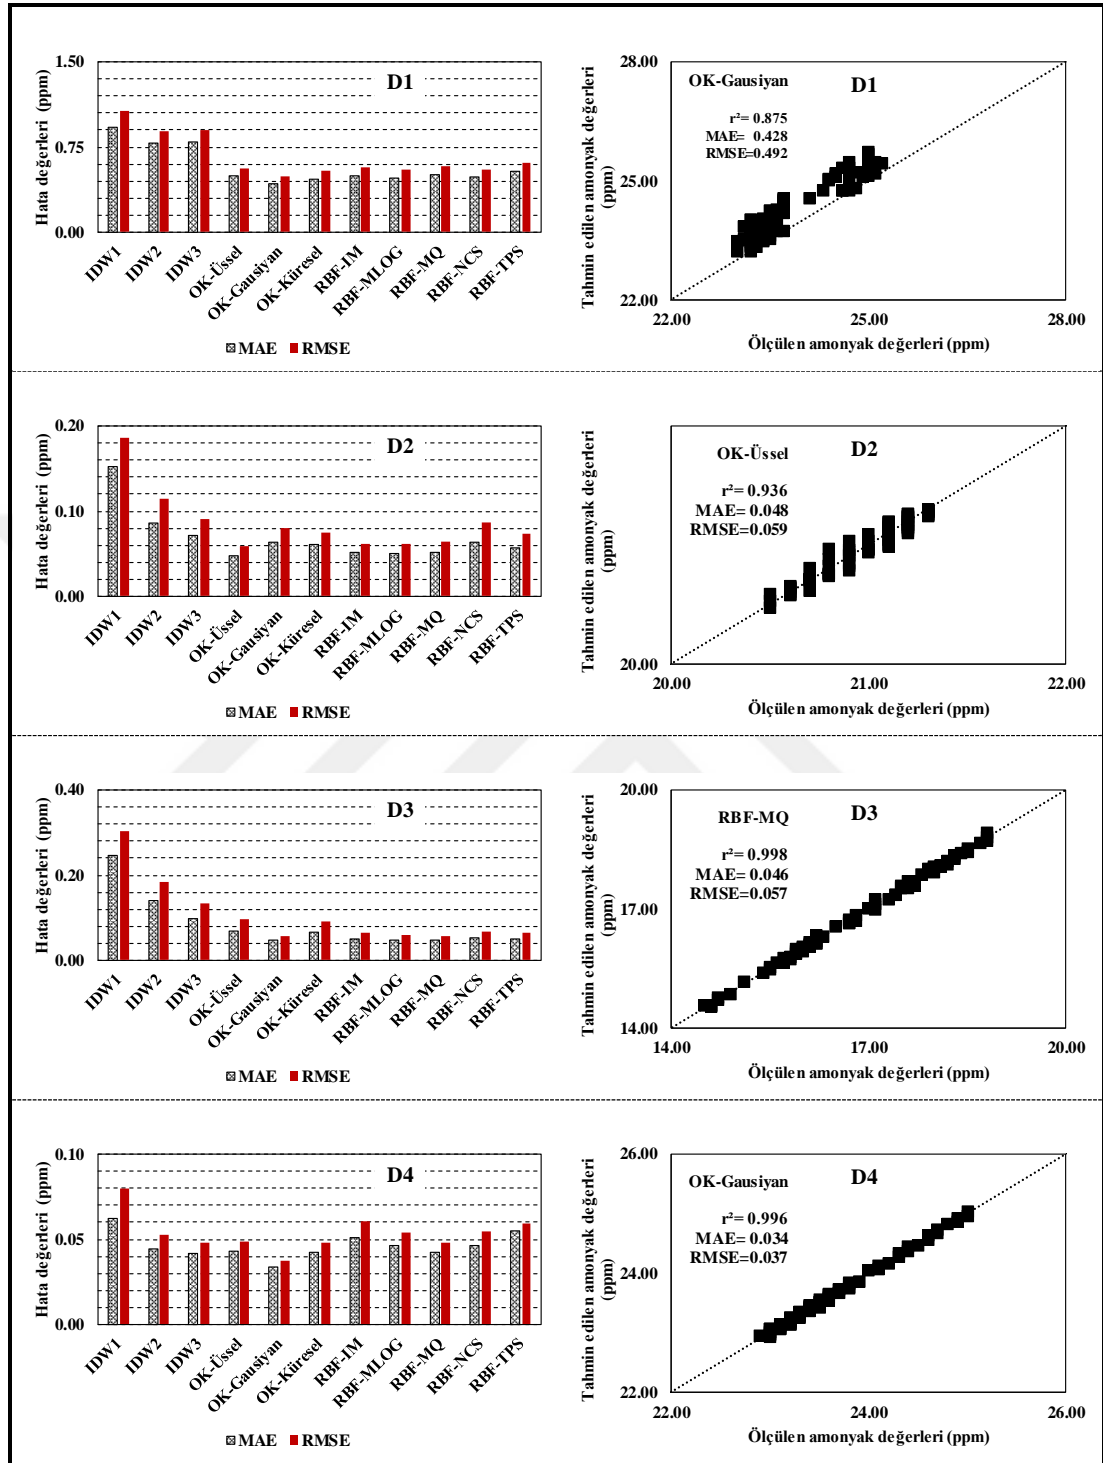 1.50
0.75
0.00
Hata değerleri (ppm)
D1
IDW1
IDW2
IDW3
OK-Üssel
OK-Gausiyan
OK-Küresel
RBF-IM
RBF-MLOG
RBF-MQ
RBF-NCS
RBF-TPS
MAE RMSE
28.00
25.00
22.00
Tahmin edilen amonyak değerleri
(ppm)
OK-Gausiyan
D1
r²= 0.875
MAE= 0.428
RMSE=0.492
22.00 25.00 28.00
Ölçülen amonyak değerleri (ppm)
0.20
0.10
0.00
Hata değerleri (ppm)
D2
IDW1
IDW2
IDW3
OK-Üssel
OK-Gausiyan
OK-Küresel
RBF-IM
RBF-MLOG
RBF-MQ
RBF-NCS
RBF-TPS
MAE RMSE
20.00
Tahmin edilen amonyak değerleri
(ppm)
OK-Üssel
D2
r²= 0.936
MAE= 0.048
RMSE=0.059
20.00 21.00 22.00
Ölçülen amonyak değerleri (ppm)
0.40
0.20
0.00
Hata değerleri (ppm)
D3
IDW1
IDW2
IDW3
OK-Üssel
OK-Gausiyan
OK-Küresel
RBF-IM
RBF-MLOG
RBF-MQ
RBF-NCS
RBF-TPS
MAE RMSE
20.00
17.00
14.00
Tahmin edilen amonyak değerleri
(ppm)
RBF-MQ
D3
r²= 0.998
MAE= 0.046
RMSE=0.057
14.00 17.00 20.00
Ölçülen amonyak değerleri (ppm)
0.10
0.05
0.00
Hata değerleri (ppm)
D4
IDW1
IDW2
IDW3
OK-Üssel
OK-Gausiyan
OK-Küresel
RBF-IM
RBF-MLOG
RBF-MQ
RBF-NCS
RBF-TPS
MAE RMSE
26.00
24.00
22.00
Tahmin edilen amonyak değerleri
(ppm)
OK-Gausiyan
D4
r²= 0.996
MAE= 0.034
RMSE=0.037
22.00 24.00 26.00
Ölçülen amonyak değerleri (ppm)